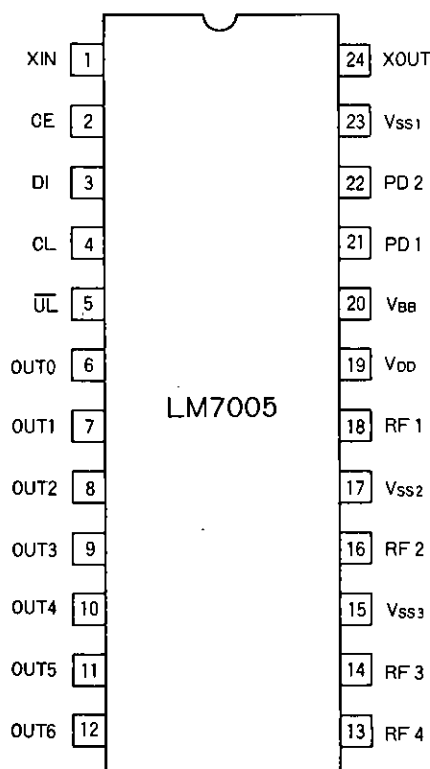 XIN 1 24 XOUT
CE 2 23 VSS1
DI 3 22 PD 2
CL 4 21 PD 1
U̅L̅ 5 20 VBB
OUT0 6 19 VDD
LM7005
OUT1 7 18 RF 1
OUT2 8 17 VSS2
OUT3 9 16 RF 2
OUT4 10 15 VSS3
OUT5 11 14 RF 3
OUT6 12 13 RF 4